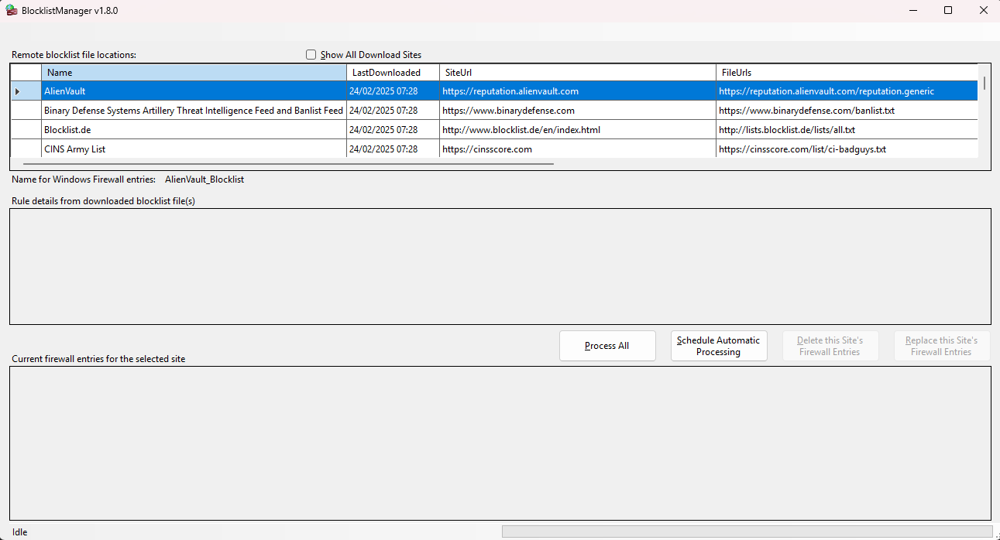 BlocklistManager v1.8.0
Remote blocklist file locations:
Show All Download Sites
Name LastDownloaded SiteUrl FileUrls
AlienVault 24/02/2025 07:28 https://reputation.alienvault.com https://reputation.alienvault.com/reputation.generic
Binary Defense Systems Artillery Threat Intelligence Feed and Banlist Feed 24/02/2025 07:28 https://www.binarydefense.com https://www.binarydefense.com/banlist.txt
Blocklist.de 24/02/2025 07:28 http://www.blocklist.de/en/index.html http://lists.blocklist.de/lists/all.txt
CINS Army List 24/02/2025 07:28 https://cinsscore.com https://cinsscore.com/list/ci-badguys.txt
Name for Windows Firewall entries: AlienVault_Blocklist
Rule details from downloaded blocklist file(s)
Process All
Schedule Automatic
Processing
Delete this Site's
Firewall Entries
Replace this Site's
Firewall Entries
Current firewall entries for the selected site
Idle